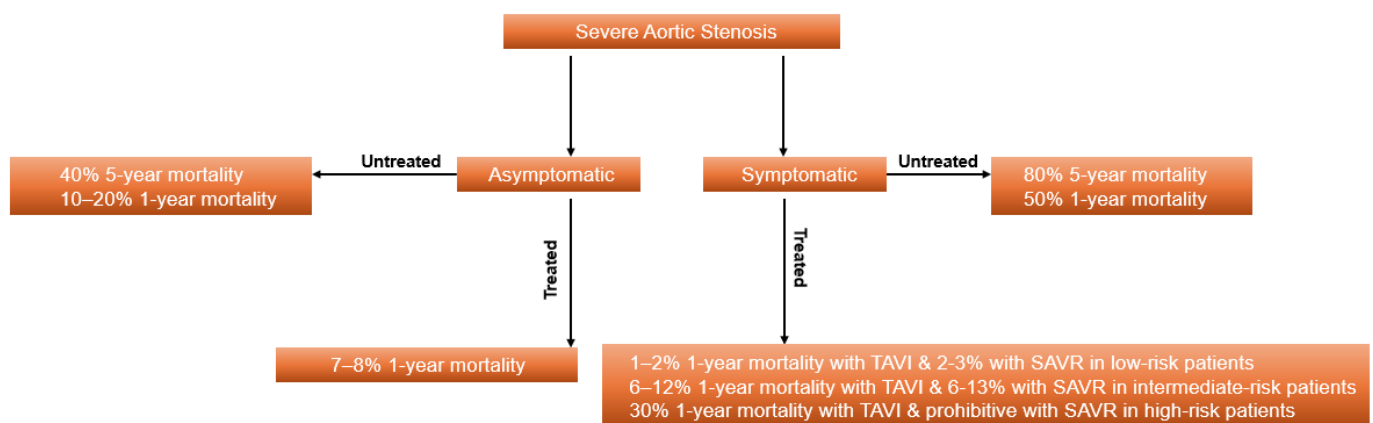 Severe Aortic Stenosis
Untreated
Untreated
40% 5-year mortality
10–20% 1-year mortality
Asymptomatic
Symptomatic
80% 5-year mortality
50% 1-year mortality
Treated
Treated
7–8% 1-year mortality
1–2% 1-year mortality with TAVI & 2-3% with SAVR in low-risk patients
6–12% 1-year mortality with TAVI & 6-13% with SAVR in intermediate-risk patients
30% 1-year mortality with TAVI & prohibitive with SAVR in high-risk patients